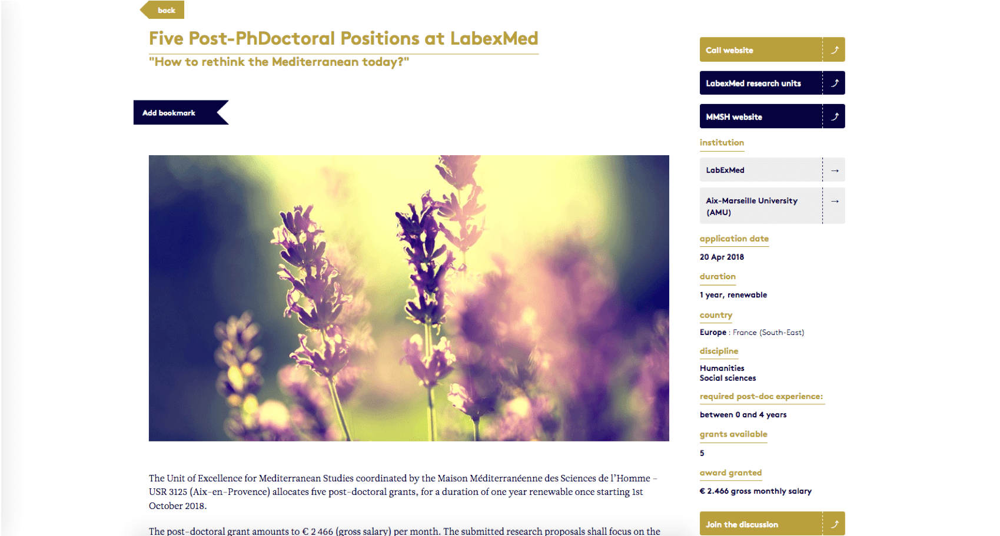 back
Five Post-PhDoctoral Positions at LabexMed
"How to rethink the Mediterranean today?"
Add bookmark
The Unit of Excellence for Mediterranean Studies coordinated by the Maison Méditerranéenne des Sciences de l'Homme –
USR 3125 (Aix-en-Provence) allocates five post-doctoral grants, for a duration of one year renewable once starting 1st
October 2018.
The post-doctoral grant amounts to € 2 466 (gross salary) per month. The submitted research proposals shall focus on the
Call website
LabexMed research units
MMSH website
institution
LabExMed →
Aix-Marseille University →
(AMU)
application date
20 Apr 2018
duration
1 year, renewable
country
Europe : France (South-East)
discipline
Humanities
Social sciences
required post-doc experience:
between 0 and 4 years
grants available
5
award granted
€ 2.466 gross monthly salary
Join the discussion